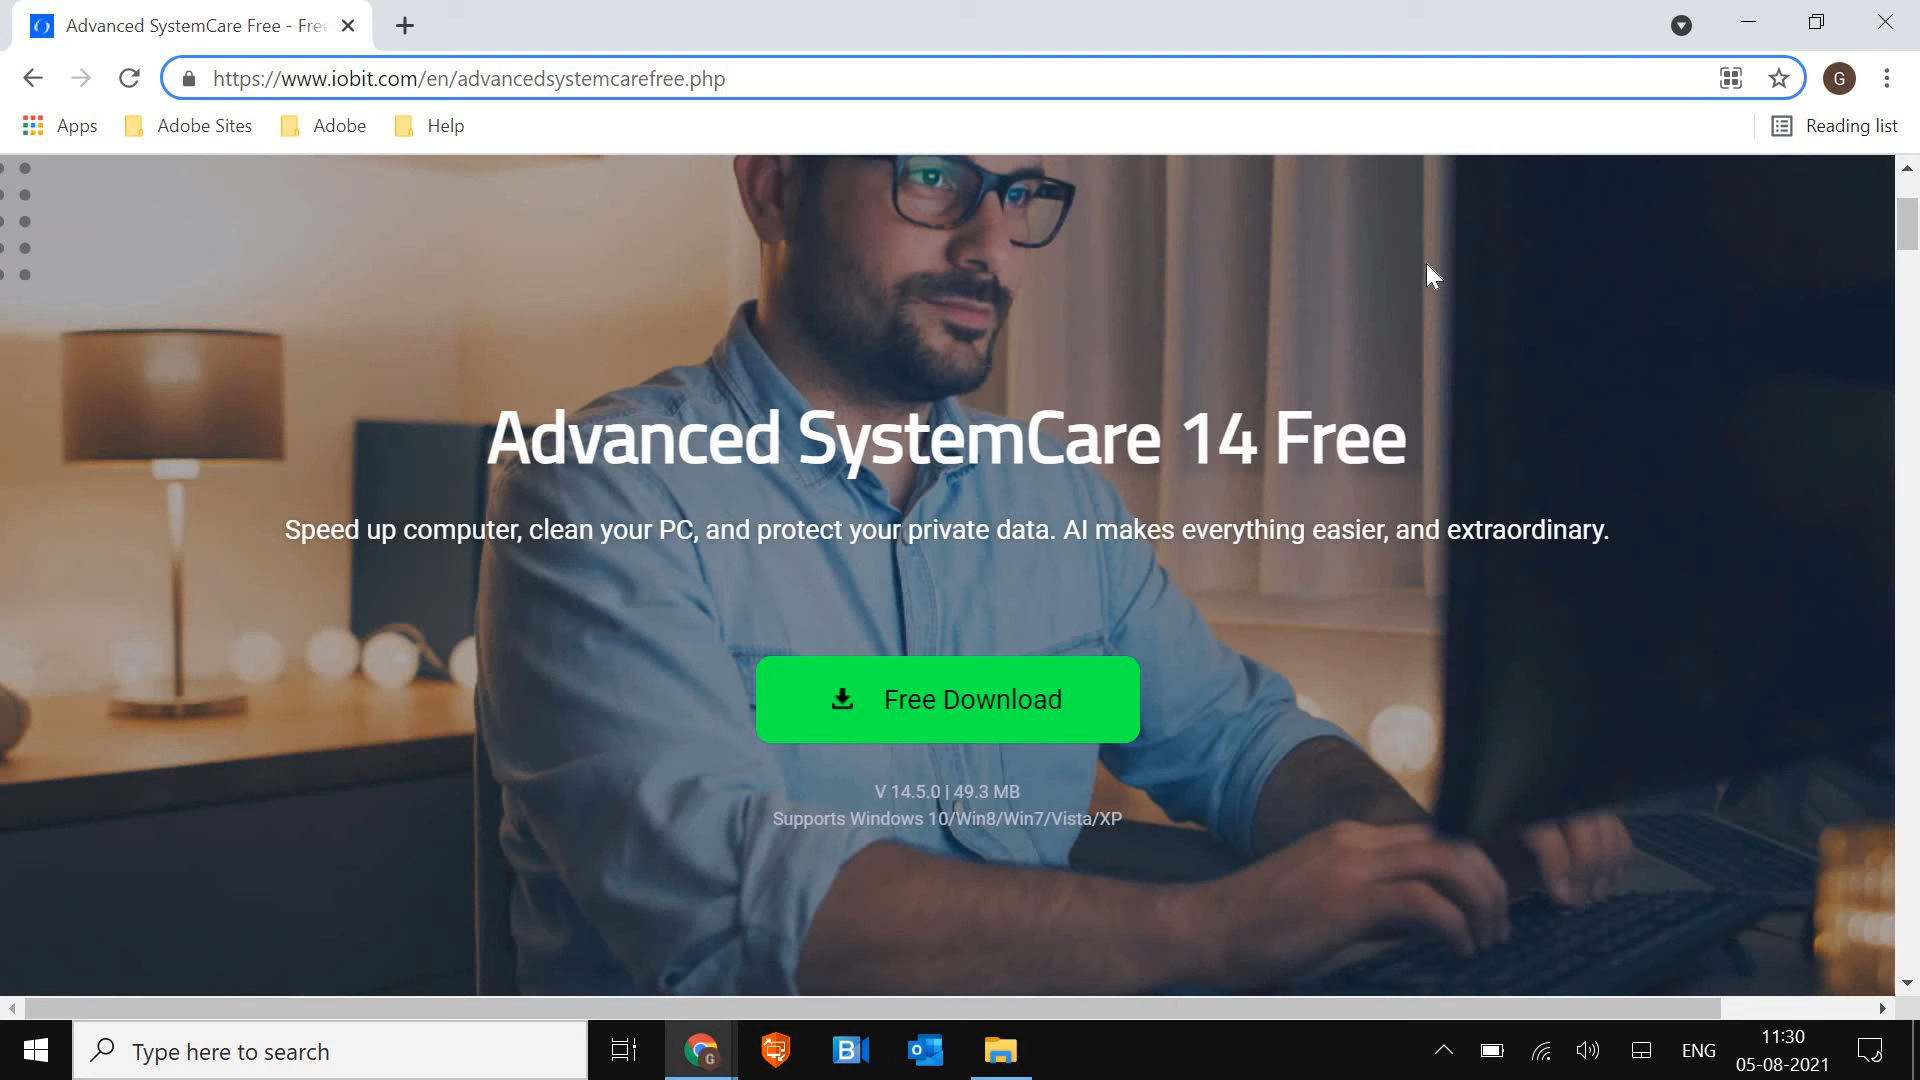 Advanced SystemCare Free - Free
https://www.iobit.com/en/advancedsystemcarefree.php
G
Apps
Adobe Sites
Adobe
Help
Reading list
Advanced SystemCare 14 Free
Speed up computer, clean your PC, and protect your private data. AI makes everything easier, and extraordinary.
Free Download
V 14.5.0 | 49.3 MB
Supports Windows 10/Win8/Win7/Vista/XP
Type here to search
G
B
o
ENG
11:30
05-08-2021